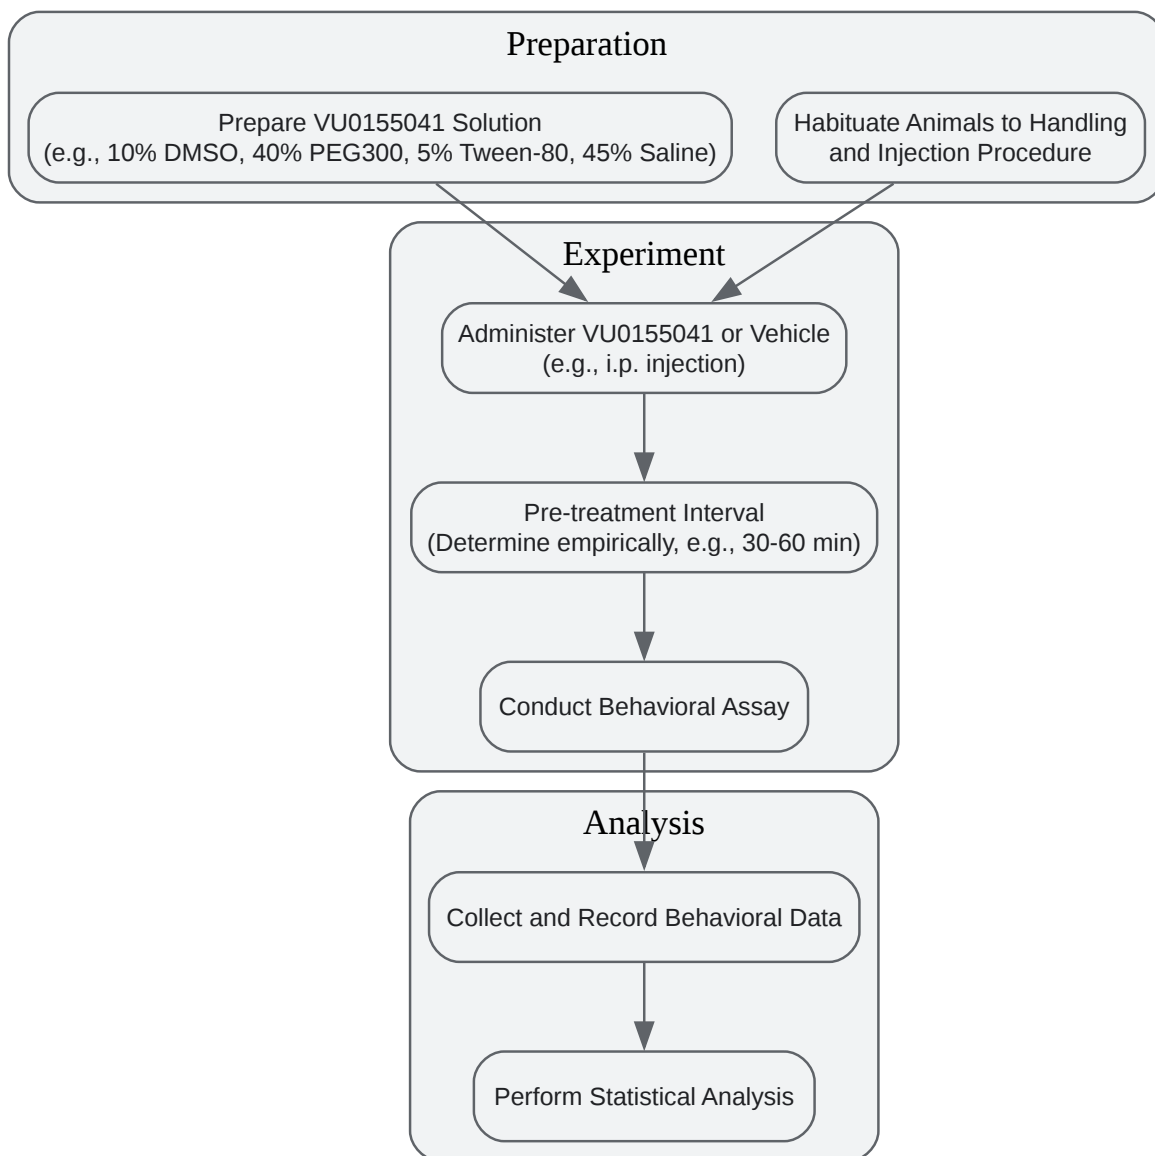 Preparation
Prepare VU0155041 Solution
(e.g., 10% DMSO, 40% PEG300, 5% Tween-80, 45% Saline)
Habituate Animals to Handling
and Injection Procedure
Experiment
Administer VU0155041 or Vehicle
(e.g., i.p. injection)
Pre-treatment Interval
(Determine empirically, e.g., 30-60 min)
Conduct Behavioral Assay
Analysis
Collect and Record Behavioral Data
Perform Statistical Analysis